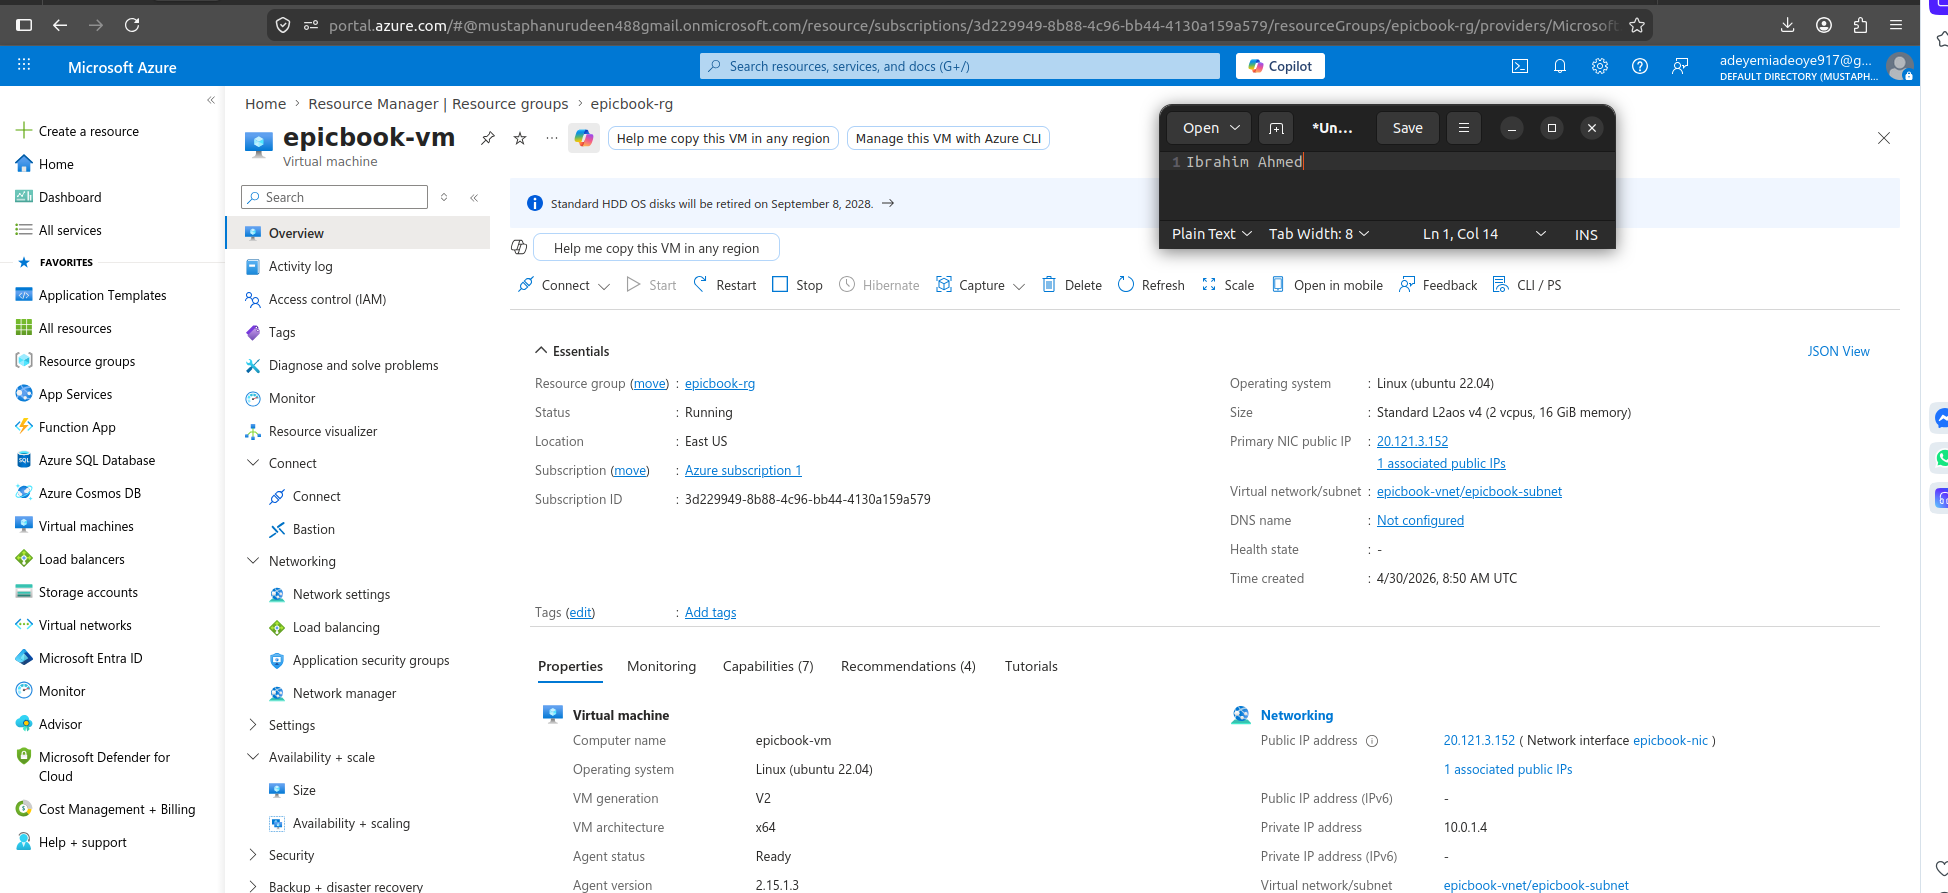 portal.azure.com/#@mustaphanurudeen488gmail.onmicrosoft.com/resource/subscriptions/3d229949-8b88-4c96-bb44-4130a159a579/resourceGroups/epicbook-rg/providers/Microsoft
Microsoft Azure
Search resources, services, and docs (G+/)
Copilot
adeyemiadeoye917@g...
DEFAULT DIRECTORY (MUSTAPH...
Create a resource
Home
Dashboard
All services
FAVORITES
Application Templates
All resources
Resource groups
App Services
Function App
Azure SQL Database
Azure Cosmos DB
Virtual machines
Load balancers
Storage accounts
Virtual networks
Microsoft Entra ID
Monitor
Advisor
Microsoft Defender for
Cloud
Cost Management + Billing
Help + support
Home > Resource Manager | Resource groups > epicbook-rg
epicbook-vm
Virtual machine
Help me copy this VM in any region
Manage this VM with Azure CLI
Search
Overview
Activity log
Access control (IAM)
Tags
Diagnose and solve problems
Monitor
Resource visualizer
Connect
Connect
Bastion
Networking
Network settings
Load balancing
Application security groups
Network manager
Settings
Availability + scale
Size
Availability + scaling
Security
Backup + disaster recovery
Standard HDD OS disks will be retired on September 8, 2028.
Help me copy this VM in any region
Open *Un... Save
1 Ibrahim Ahmed
Plain Text Tab Width: 8 Ln 1, Col 14 INS
Connect Start Restart Stop Hibernate Capture Delete Refresh Scale Open in mobile Feedback CLI / PS
Essentials
JSON View
Resource group (move) : epicbook-rg
Status : Running
Location : East US
Subscription (move) : Azure subscription 1
Subscription ID : 3d229949-8b88-4c96-bb44-4130a159a579
Operating system : Linux (ubuntu 22.04)
Size : Standard L2aos v4 (2 vcpus, 16 GiB memory)
Primary NIC public IP : 20.121.3.152
1 associated public IPs
Virtual network/subnet : epicbook-vnet/epicbook-subnet
DNS name : Not configured
Health state : -
Time created : 4/30/2026, 8:50 AM UTC
Tags (edit) : Add tags
Properties Monitoring Capabilities (7) Recommendations (4) Tutorials
Virtual machine
Computer name epicbook-vm
Operating system Linux (ubuntu 22.04)
VM generation V2
VM architecture x64
Agent status Ready
Agent version 2.15.1.3
Networking
Public IP address 20.121.3.152 ( Network interface epicbook-nic )
1 associated public IPs
Public IP address (IPv6) -
Private IP address 10.0.1.4
Private IP address (IPv6) -
Virtual network/subnet epicbook-vnet/epicbook-subnet